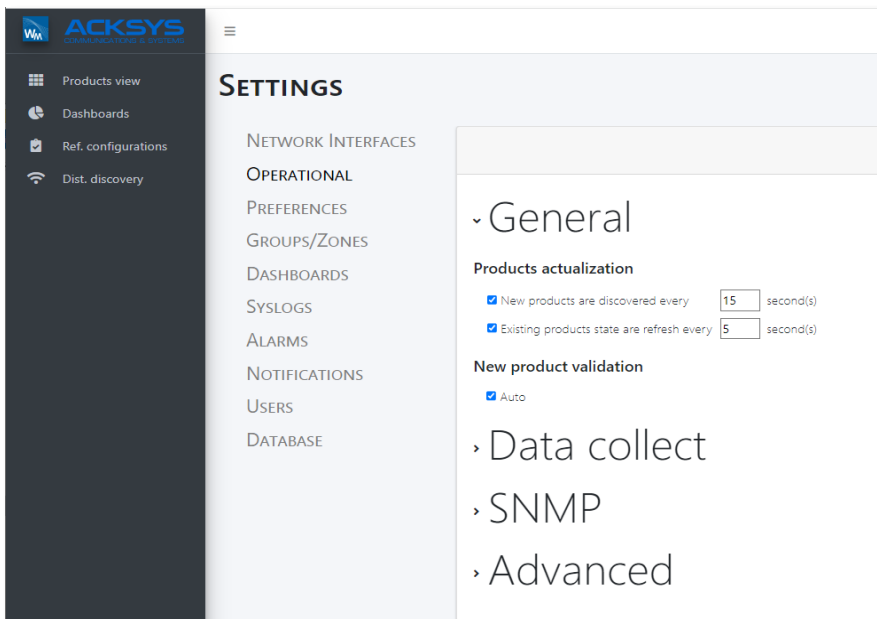 WM ACKSYS
COMMUNICATIONS & SYSTEMS
Products view
Dashboards
Ref. configurations
Dist. discovery
SETTINGS
NETWORK INTERFACES
OPERATIONAL
PREFERENCES
GROUPS/ZONES
DASHBOARDS
SYSLOGS
ALARMS
NOTIFICATIONS
USERS
DATABASE
General
Products actualization
New products are discovered every 15 second(s)
Existing products state are refresh every 5 second(s)
New product validation
Auto
Data collect
SNMP
Advanced